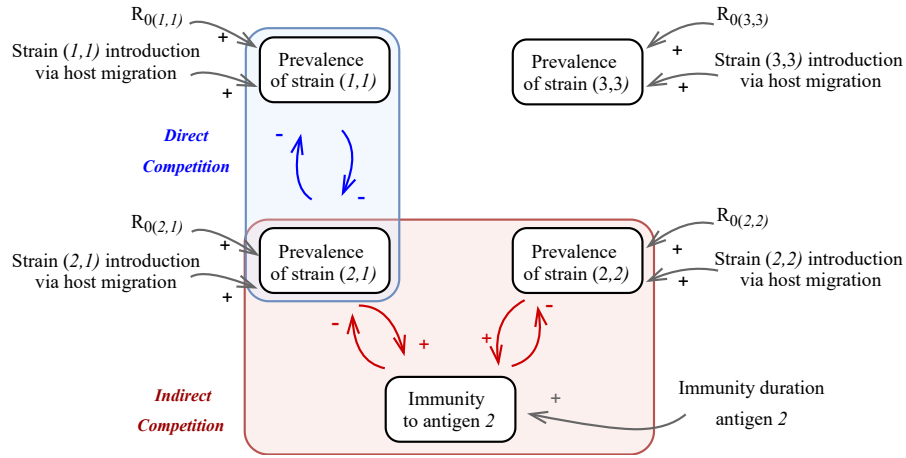 R0(1,1)
+
Strain (1,1) introduction
via host migration
+
Prevalence
of strain (1,1)
R0(3,3)
+
Strain (3,3) introduction
via host migration
+
Prevalence
of strain (3,3)
Direct
Competition
-
-
R0(2,1)
+
Strain (2,1) introduction
via host migration
+
Prevalence
of strain (2,1)
R0(2,2)
+
Strain (2,2) introduction
via host migration
+
Prevalence
of strain (2,2)
-
+
+
-
Indirect
Competition
Immunity
to antigen 2
+
Immunity duration
antigen 2